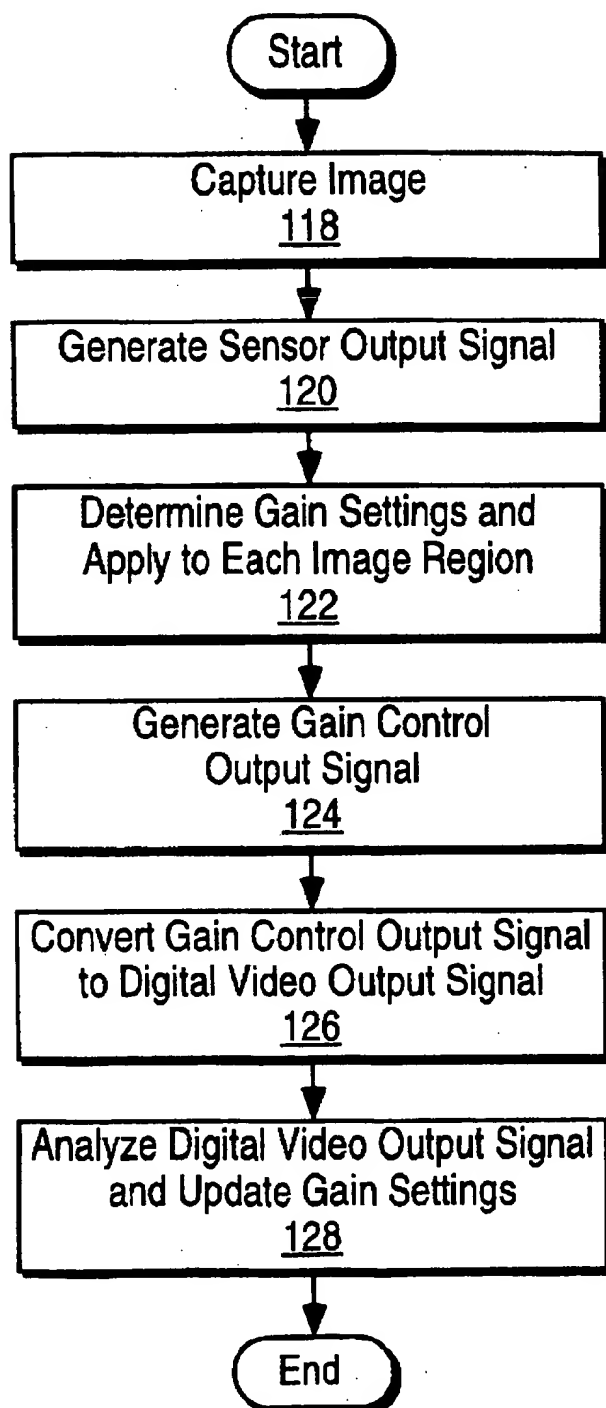 Start
Capture Image
118
Generate Sensor Output Signal
120
Determine Gain Settings and
Apply to Each Image Region
122
Generate Gain Control
Output Signal
124
Convert Gain Control Output Signal
to Digital Video Output Signal
126
Analyze Digital Video Output Signal
and Update Gain Settings
128
End